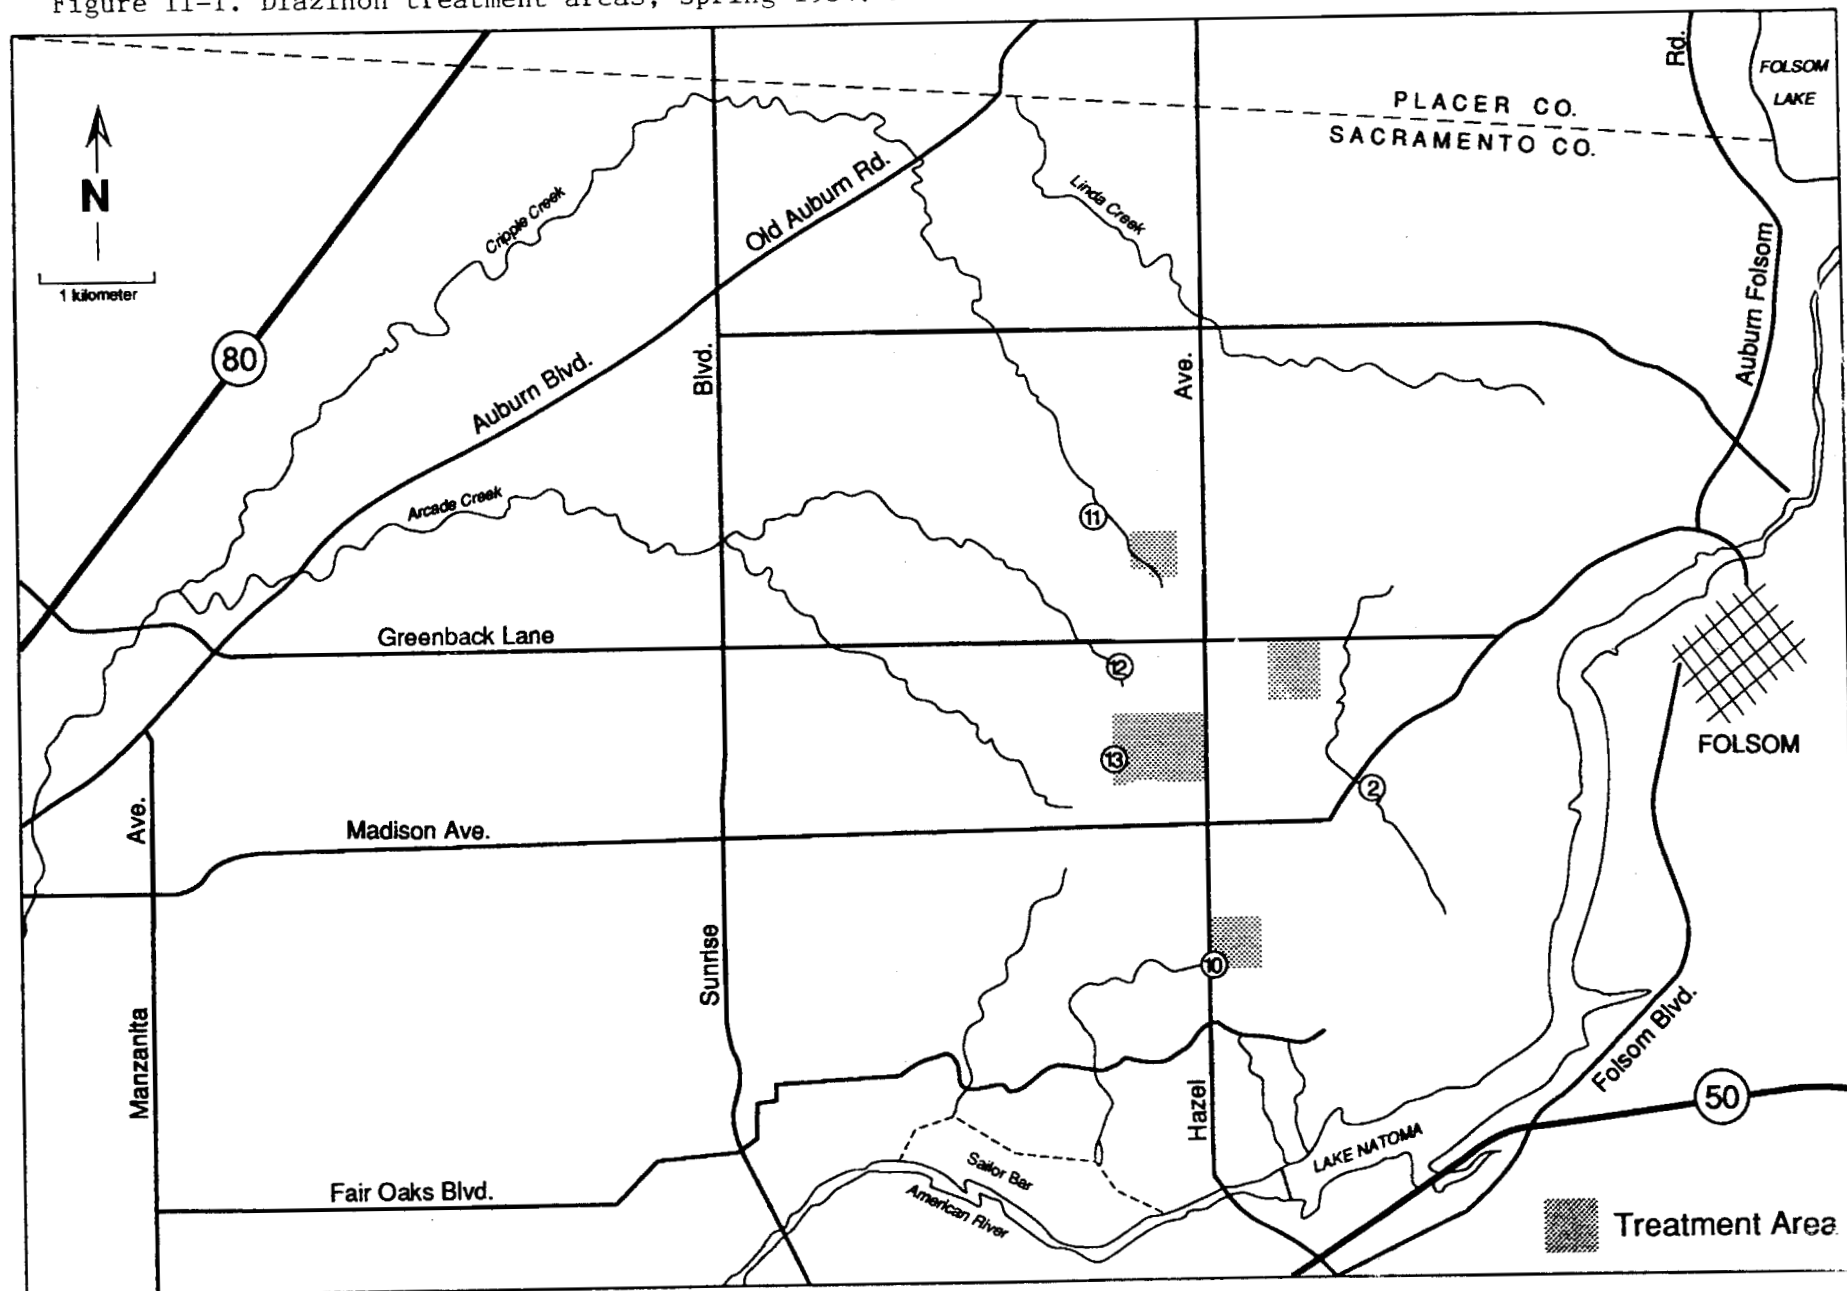 Figure II-1. Diazinon treatment areas, Spring
FOLSOM
LAKE
Rd.
PLACER CO.
SACRAMENTO CO.
N
1 kilometer
Cripple Creek
Old Auburn Rd.
Linda Creek
Auburn Folsom
80
Auburn Blvd.
Blvd.
Ave.
Arcade Creek
11
Greenback Lane
12
13
2
FOLSOM
Ave.
Madison Ave.
Sunrise
10
Manzanita
Hazel
Folsom Blvd.
50
LAKE NATOMA
Sailor Bar
American River
Fair Oaks Blvd.
Treatment Area